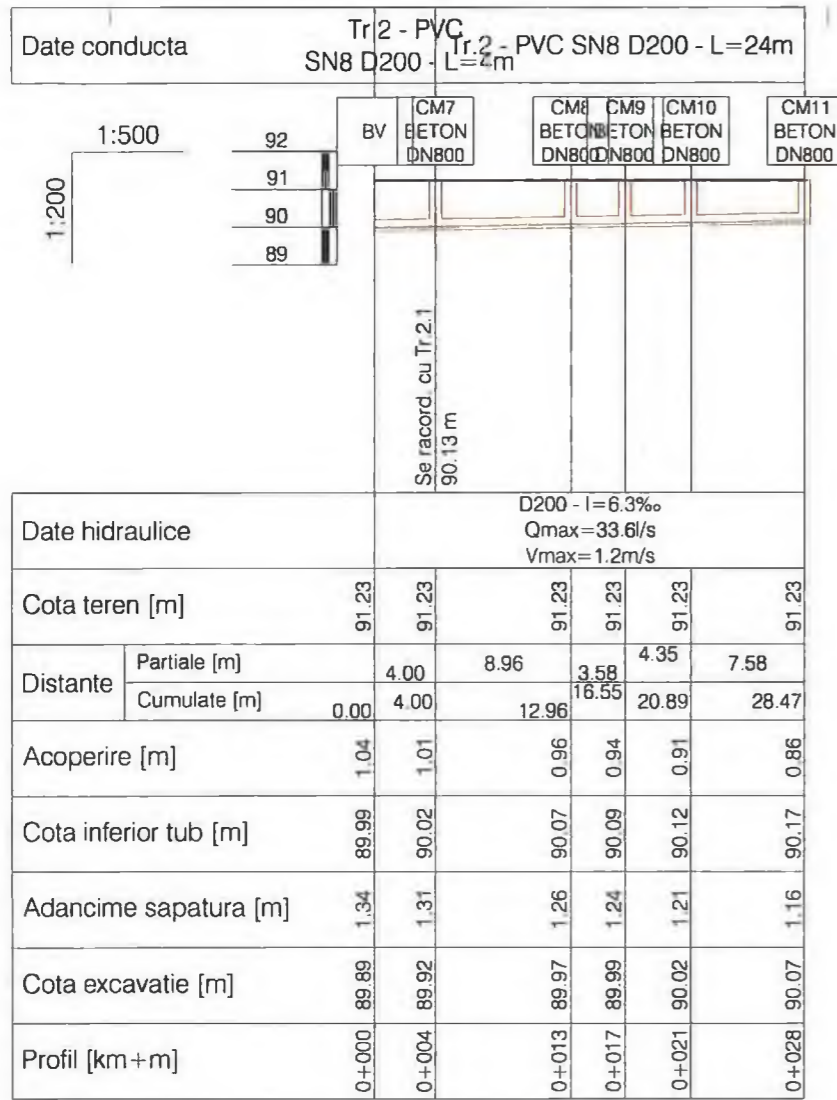 Date conducta
Tr.2 - PVC
SN8 D200 - L=4m
Tr.2 - PVC SN8 D200 - L=24m
1:500
1:200
92
91
90
89
BV
CM7
BETON
DN800
CM8
BETON
DN800
CM9
BETON
DN800
CM10
BETON
DN800
CM11
BETON
DN800
Se racord. cu Tr.2.1
90.13 m
Date hidraulice
D200 - I=6.3‰
Qmax=33.6l/s
Vmax=1.2m/s
Cota teren [m] 91.23 91.23 91.23 91.23 91.23 91.23
Distante
Partiale [m] 4.00 8.96 3.58 4.35 7.58
Cumulate [m] 0.00 4.00 12.96 16.55 20.89 28.47
Acoperire [m] 1.04 1.01 0.96 0.94 0.91 0.86
Cota inferior tub [m] 89.99 90.02 90.07 90.09 90.12 90.17
Adancime sapatura [m] 1.34 1.31 1.26 1.24 1.21 1.16
Cota excavatie [m] 89.89 89.92 89.97 89.99 90.02 90.07
Profil [km+m] 0+000 0+004 0+013 0+017 0+021 0+028